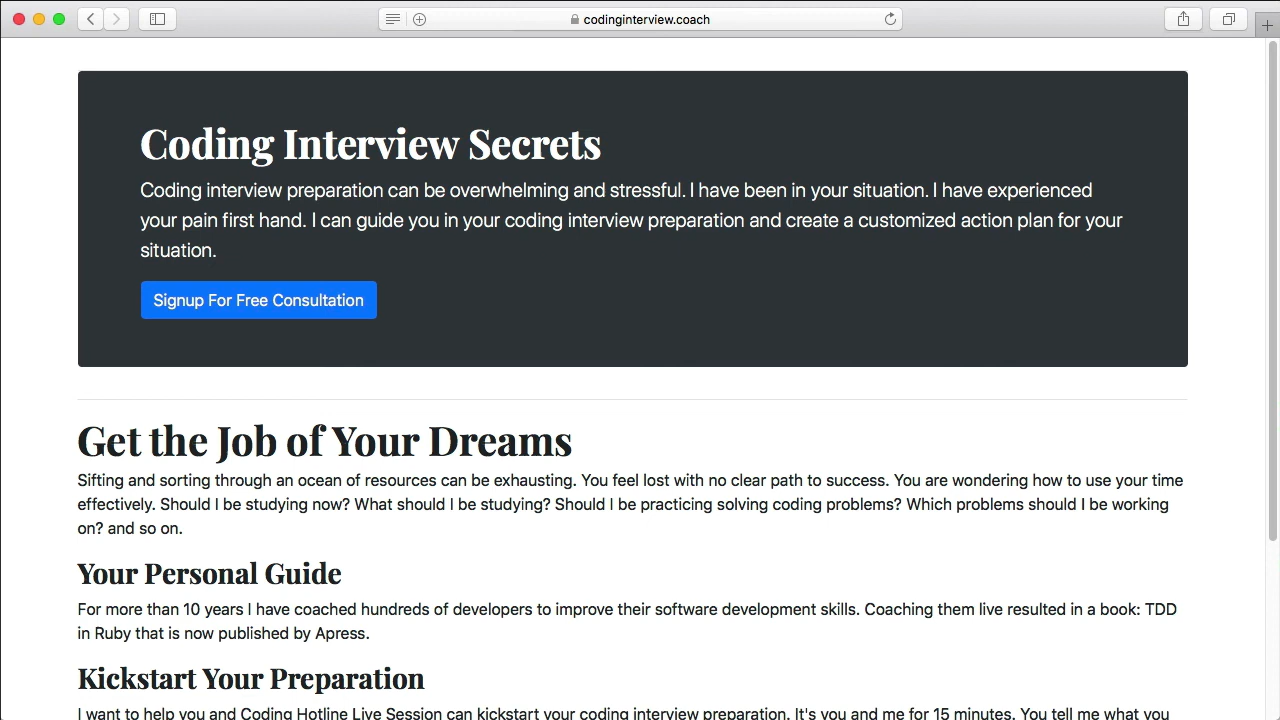 codinginterview.coach
Coding Interview Secrets
Coding interview preparation can be overwhelming and stressful. I have been in your situation. I have experienced
your pain first hand. I can guide you in your coding interview preparation and create a customized action plan for your
situation.
Signup For Free Consultation
Get the Job of Your Dreams
Sifting and sorting through an ocean of resources can be exhausting. You feel lost with no clear path to success. You are wondering how to use your time
effectively. Should I be studying now? What should I be studying? Should I be practicing solving coding problems? Which problems should I be working
on? and so on.
Your Personal Guide
For more than 10 years I have coached hundreds of developers to improve their software development skills. Coaching them live resulted in a book: TDD
in Ruby that is now published by Apress.
Kickstart Your Preparation
I want to help you and Coding Hotline Live Session can kickstart your coding interview preparation. It's you and me for 15 minutes. You tell me what you